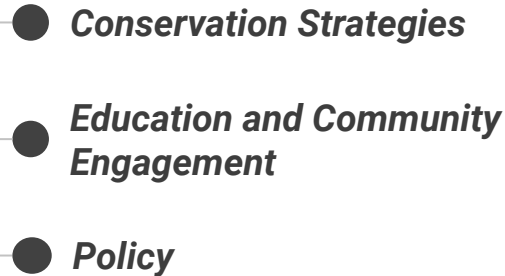 Conservation Strategies
Education and Community
Engagement
Policy